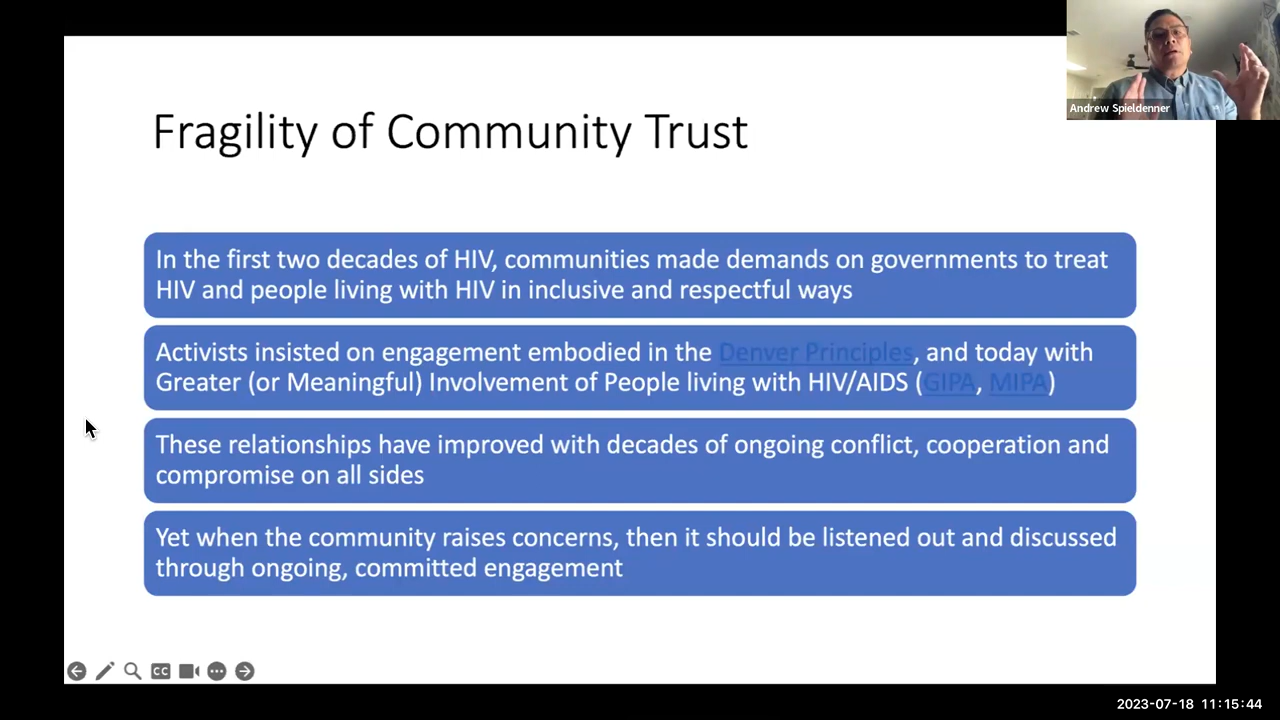 Andrew Spieldenner
Fragility of Community Trust
In the first two decades of HIV, communities made demands on governments to treat
HIV and people living with HIV in inclusive and respectful ways
Activists insisted on engagement embodied in the Denver Principles, and today with
Greater (or Meaningful) Involvement of People living with HIV/AIDS (GIPA, MIPA)
These relationships have improved with decades of ongoing conflict, cooperation and
compromise on all sides
Yet when the community raises concerns, then it should be listened out and discussed
through ongoing, committed engagement
CC
2023-07-18 11:15:44